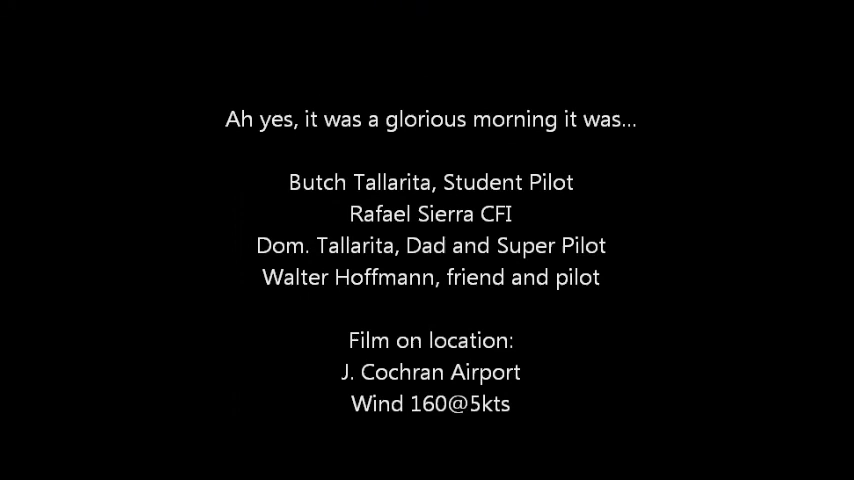 Ah yes, it was a glorious morning it was...
Butch Tallarita, Student Pilot
Rafael Sierra CFI
Dom. Tallarita, Dad and Super Pilot
Walter Hoffmann, friend and pilot
Film on location:
J. Cochran Airport
Wind 160@5kts